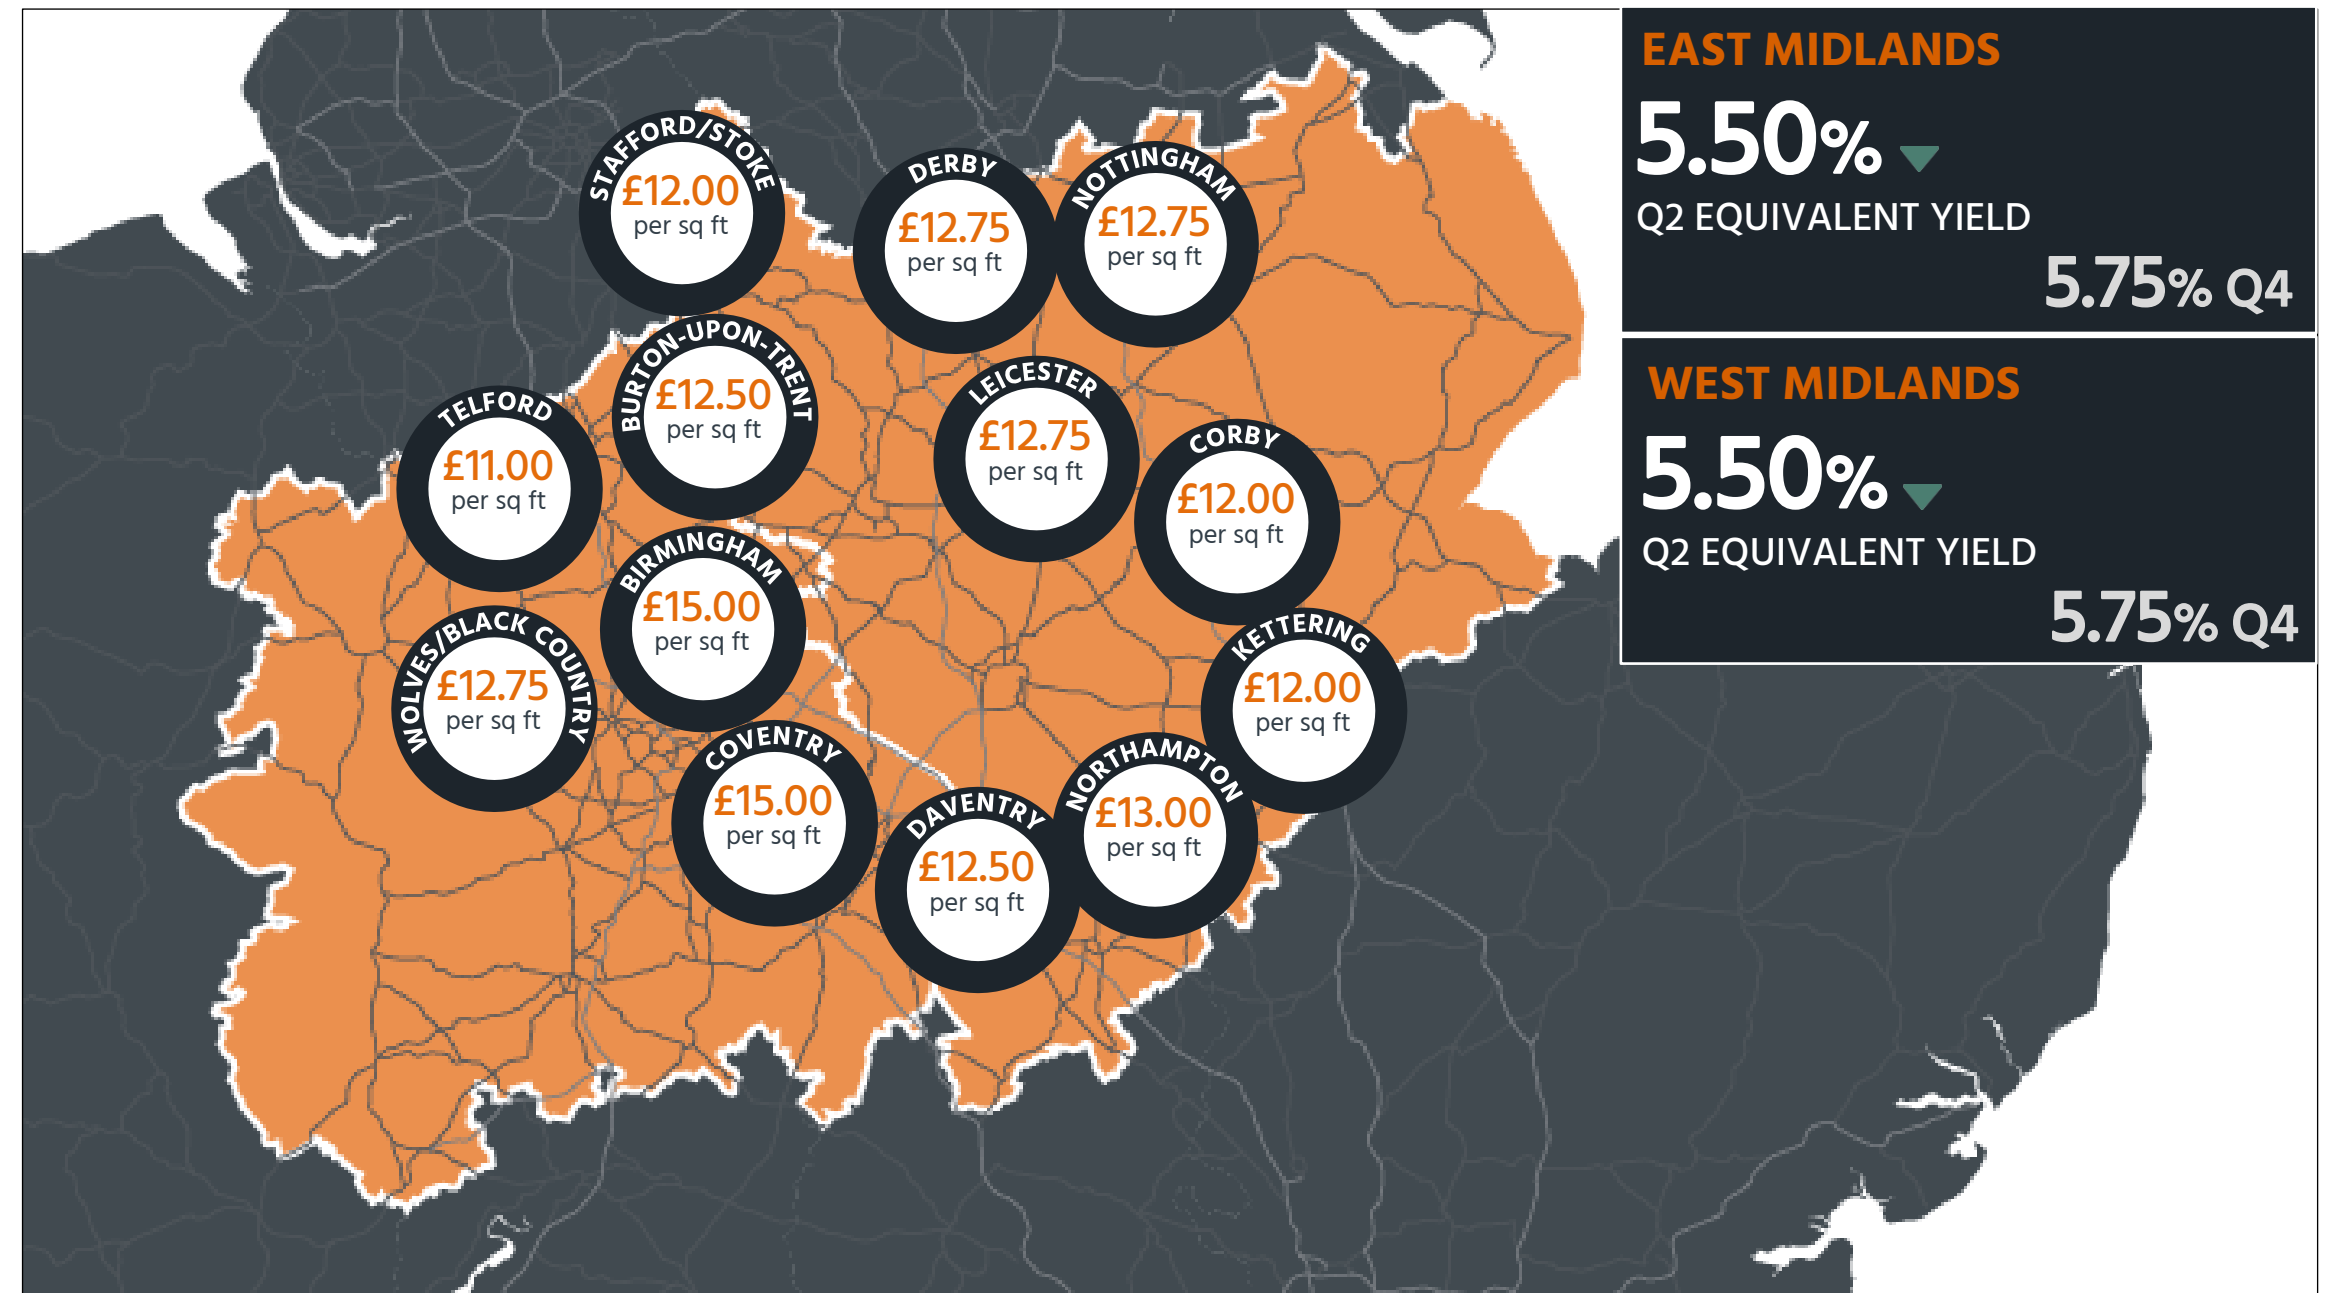 EAST MIDLANDS
5.50%
Q2 EQUIVALENT YIELD
5.75% Q4
WEST MIDLANDS
5.50%
Q2 EQUIVALENT YIELD
5.75% Q4
STAFFORD/STOKE
£12.00
per sq ft
DERBY
£12.75
per sq ft
NOTTINGHAM
£12.75
per sq ft
BURTON-UPON-TRENT
£12.50
per sq ft
LEICESTER
£12.75
per sq ft
TELFORD
£11.00
per sq ft
CORBY
£12.00
per sq ft
BIRMINGHAM
£15.00
per sq ft
WOLVES/BLACK COUNTRY
£12.75
per sq ft
KETTERING
£12.00
per sq ft
COVENTRY
£15.00
per sq ft
NORTHAMPTON
£13.00
per sq ft
DAVENTRY
£12.50
per sq ft